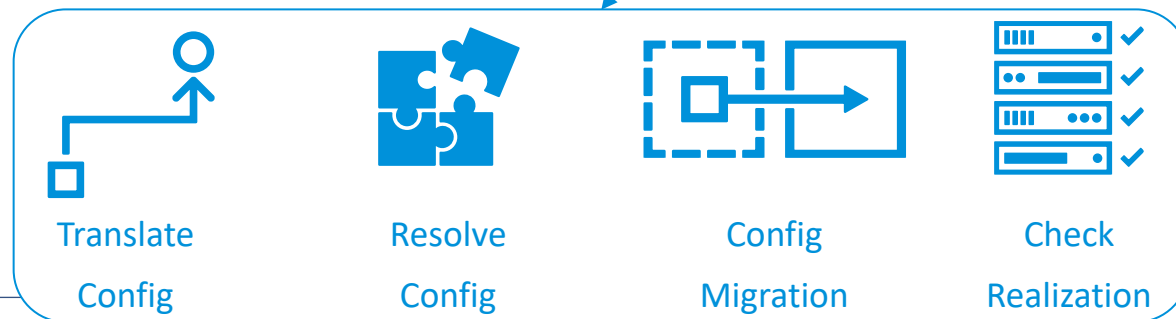 Translate
Config
Resolve
Config
Config
Migration
Check
Realization